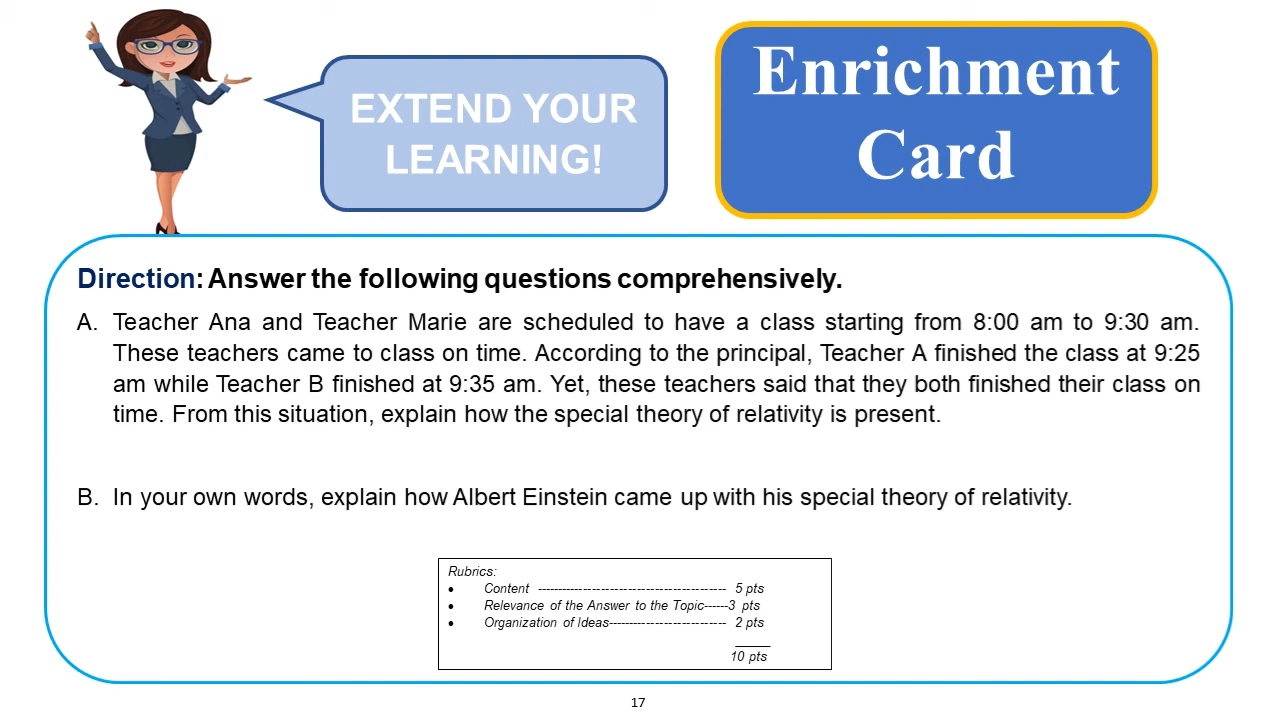 EXTEND YOUR
LEARNING!
Enrichment
Card
Direction: Answer the following questions comprehensively.
A. Teacher Ana and Teacher Marie are scheduled to have a class starting from 8:00 am to 9:30 am.
These teachers came to class on time. According to the principal, Teacher A finished the class at 9:25
am while Teacher B finished at 9:35 am. Yet, these teachers said that they both finished their class on
time. From this situation, explain how the special theory of relativity is present.
B. In your own words, explain how Albert Einstein came up with his special theory of relativity.
Rubrics:
• Content ------------------------------------------- 5 pts
• Relevance of the Answer to the Topic------3 pts
• Organization of Ideas--------------------------- 2 pts
10 pts
17